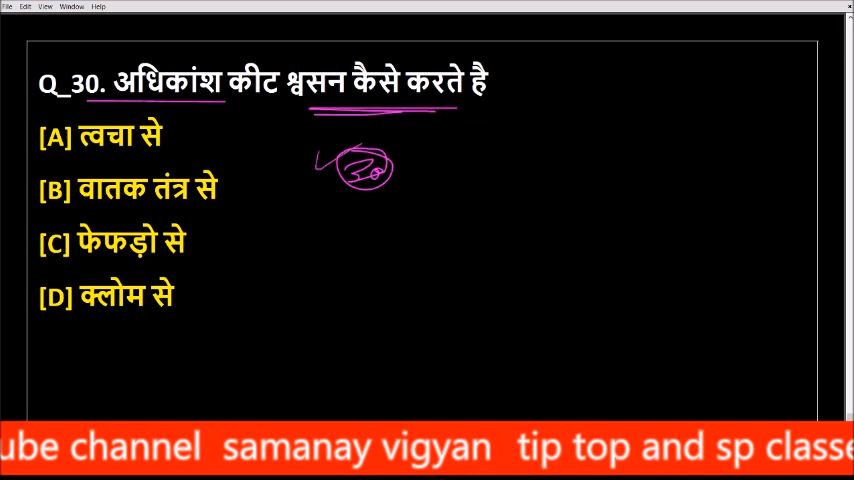 File Edit View Window Help
Q_30. अधिकांश कीट श्वसन कैसे करते है
[A] त्वचा से
30
[B] वातक तंत्र से
[C] फेफड़ो से
[D] क्लोम से
ube channel samanay vigyan tip top and sp classe